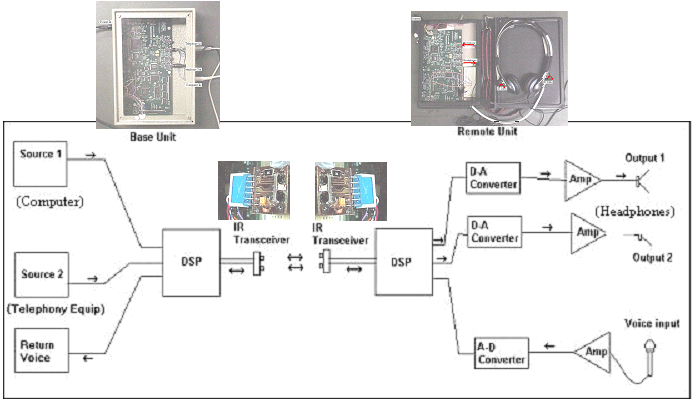 Base Unit
Remote Unit
Source 1
(Computer)
Source 2
(Telephony Equip)
Return
Voice
DSP
IR
Transceiver
IR
Transceiver
DSP
D-A
Converter
Amp
Output 1
(Headphones)
D-A
Converter
Amp
Output 2
Voice input
A-D
Converter
Amp